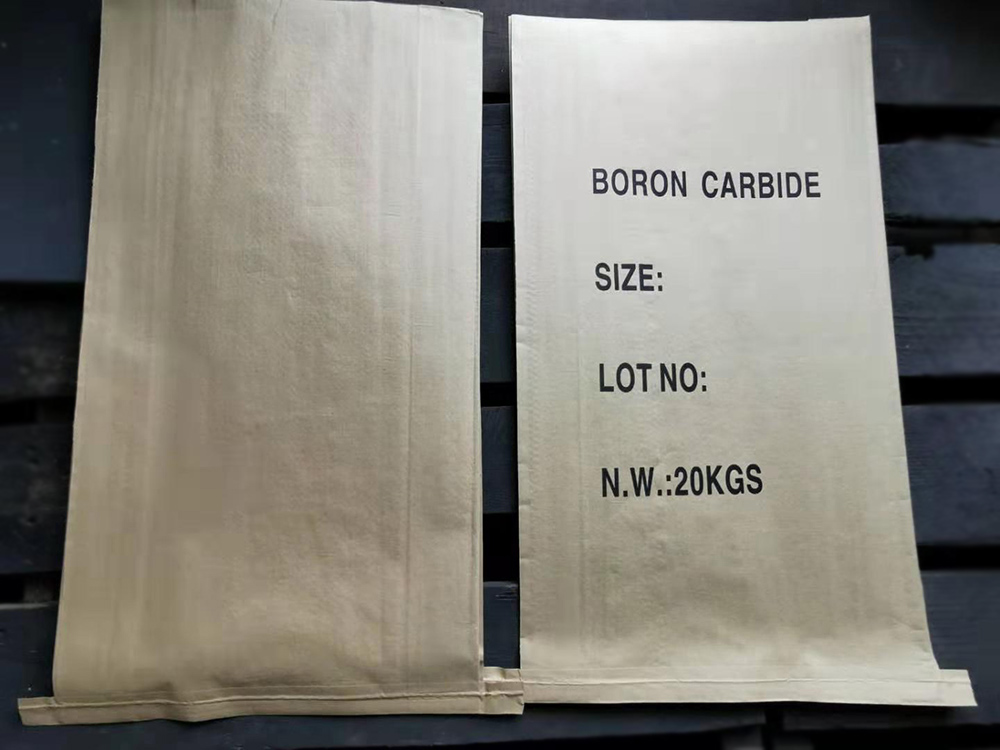 BORON CARBIDE
SIZE:
LOT NO:
N.W.:20KGS